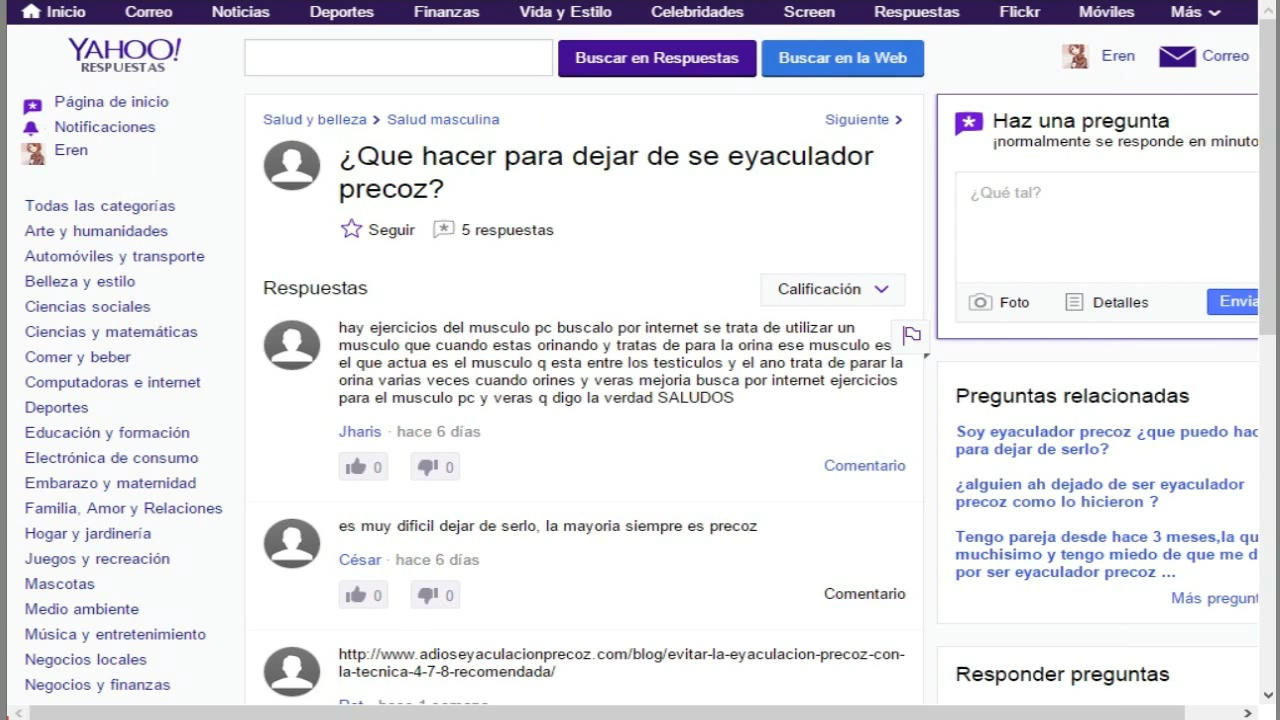 Inicio Correo Noticias Deportes Finanzas Vida y Estilo Celebridades Screen Respuestas Flickr Móviles Más
YAHOO!
RESPUESTAS
Buscar en Respuestas
Buscar en la Web
Eren
Correo
Página de inicio
Notificaciones
Eren
Todas las categorías
Arte y humanidades
Automóviles y transporte
Belleza y estilo
Ciencias sociales
Ciencias y matemáticas
Comer y beber
Computadoras e internet
Deportes
Educación y formación
Electrónica de consumo
Embarazo y maternidad
Familia, Amor y Relaciones
Hogar y jardinería
Juegos y recreación
Mascotas
Medio ambiente
Música y entretenimiento
Negocios locales
Negocios y finanzas
Salud y belleza > Salud masculina
Siguiente >
¿Que hacer para dejar de se eyaculador
precoz?
Seguir 5 respuestas
Respuestas
Calificación
hay ejercicios del musculo pc buscalo por internet se trata de utilizar un
musculo que cuando estas orinando y tratas de para la orina ese musculo es
el que actua es el musculo q esta entre los testiculos y el ano trata de parar la
orina varias veces cuando orines y veras mejoria busca por internet ejercicios
para el musculo pc y veras q digo la verdad SALUDOS
Jharis · hace 6 días
0 0
Comentario
es muy dificil dejar de serlo, la mayoria siempre es precoz
César · hace 6 días
0 0
Comentario
http://www.adioseyaculacionprecoz.com/blog/evitar-la-eyaculacion-precoz-con-
la-tecnica-4-7-8-recomendada/
Haz una pregunta
¡normalmente se responde en minuto
¿Qué tal?
Foto
Detalles
Envia
Preguntas relacionadas
Soy eyaculador precoz ¿que puedo hac
para dejar de serlo?
¿alguien ah dejado de ser eyaculador
precoz como lo hicieron ?
Tengo pareja desde hace 3 meses,la qu
muchisimo y tengo miedo de que me d
por ser eyaculador precoz ...
Más pregunt
Responder preguntas